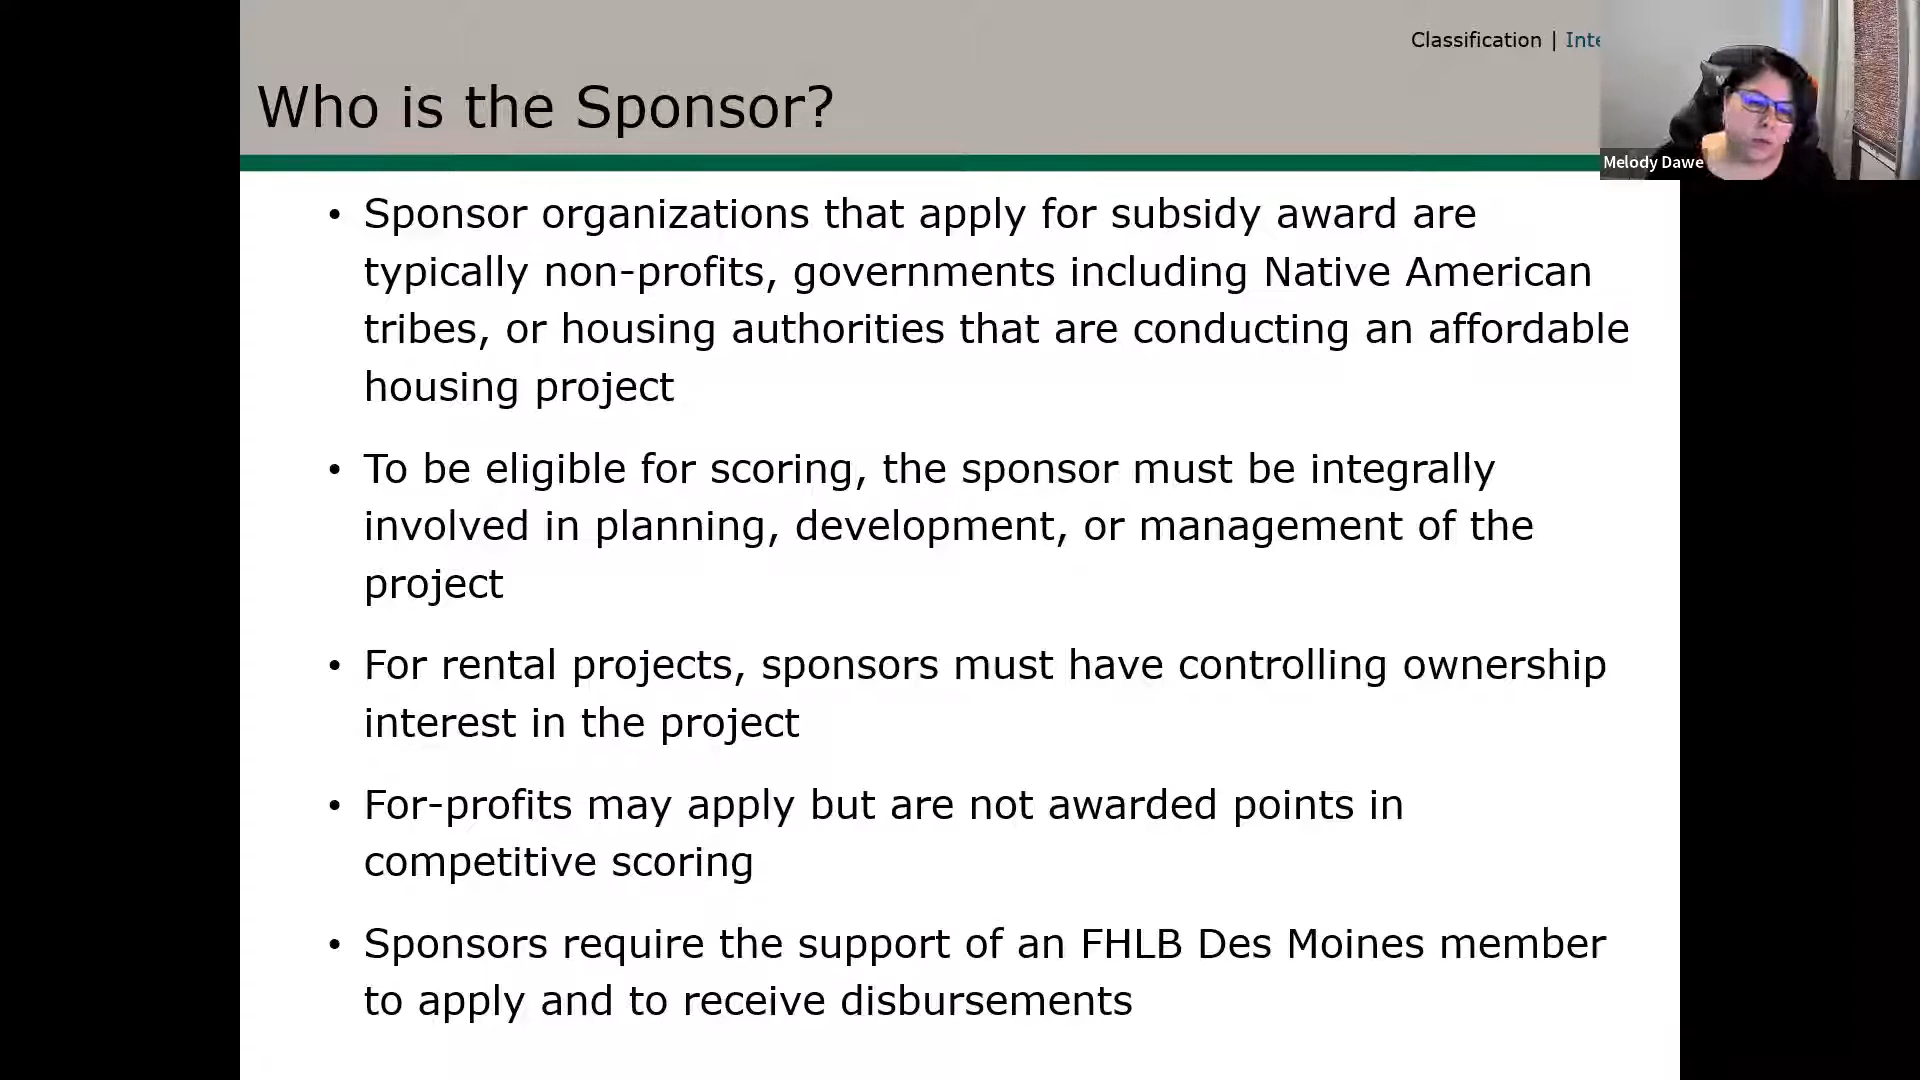 Classification |
Who is the Sponsor?
Melody Dawe
• Sponsor organizations that apply for subsidy award are
typically non-profits, governments including Native American
tribes, or housing authorities that are conducting an affordable
housing project
• To be eligible for scoring, the sponsor must be integrally
involved in planning, development, or management of the
project
• For rental projects, sponsors must have controlling ownership
interest in the project
• For-profits may apply but are not awarded points in
competitive scoring
• Sponsors require the support of an FHLB Des Moines member
to apply and to receive disbursements